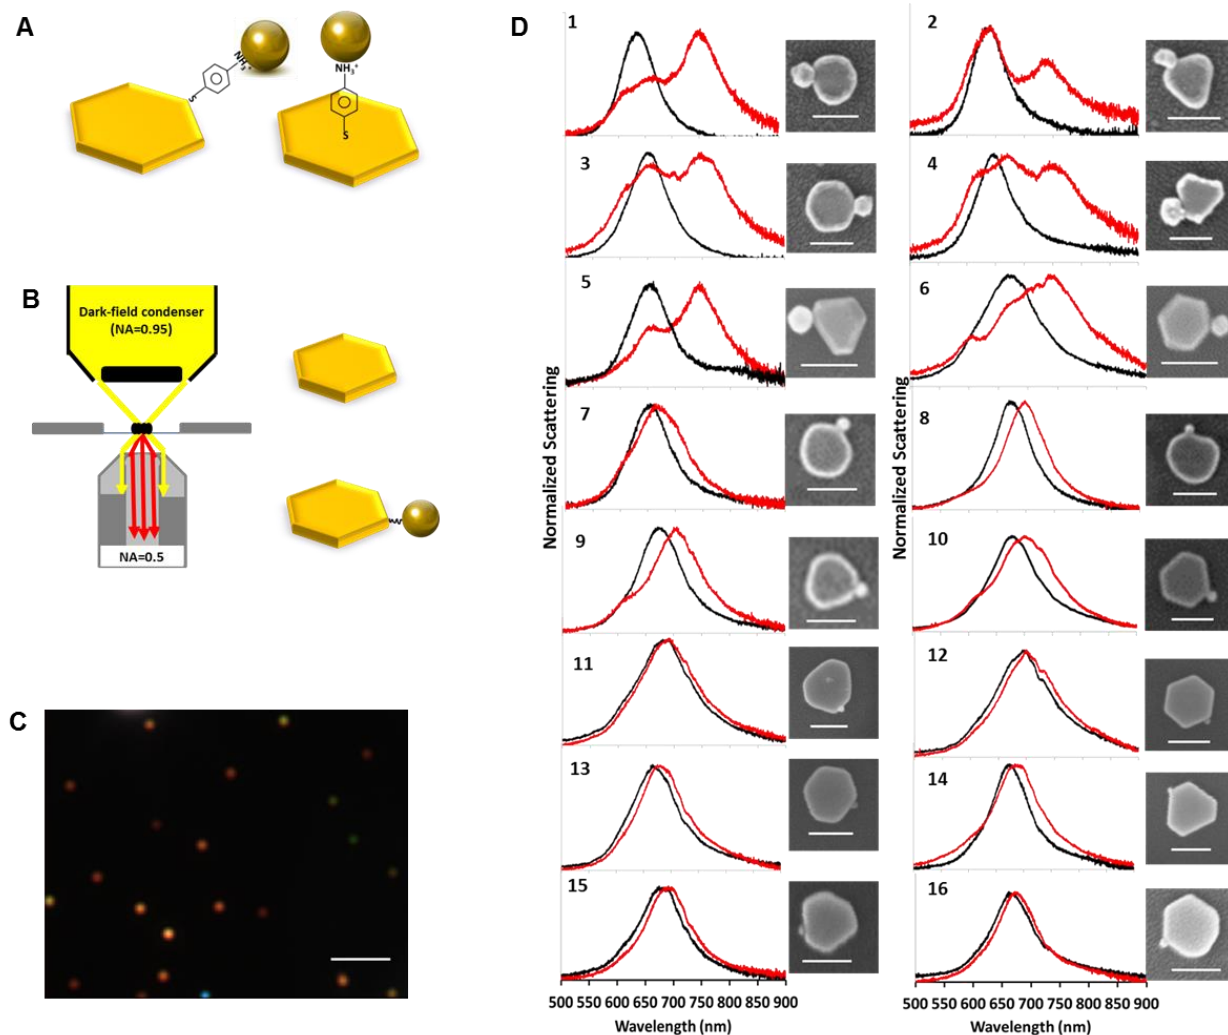 A
NH₃⁺
S
NH₃⁺
S
B
Dark-field condenser
(NA=0.95)
NA=0.5
C
D
Normalized Scattering
Normalized Scattering
1
2
3
4
5
6
7
8
9
10
11
12
13
14
15
16
500 550 600 650 700 750 800 850 900
Wavelength (nm)
500 550 600 650 700 750 800 850 900
Wavelength (nm)